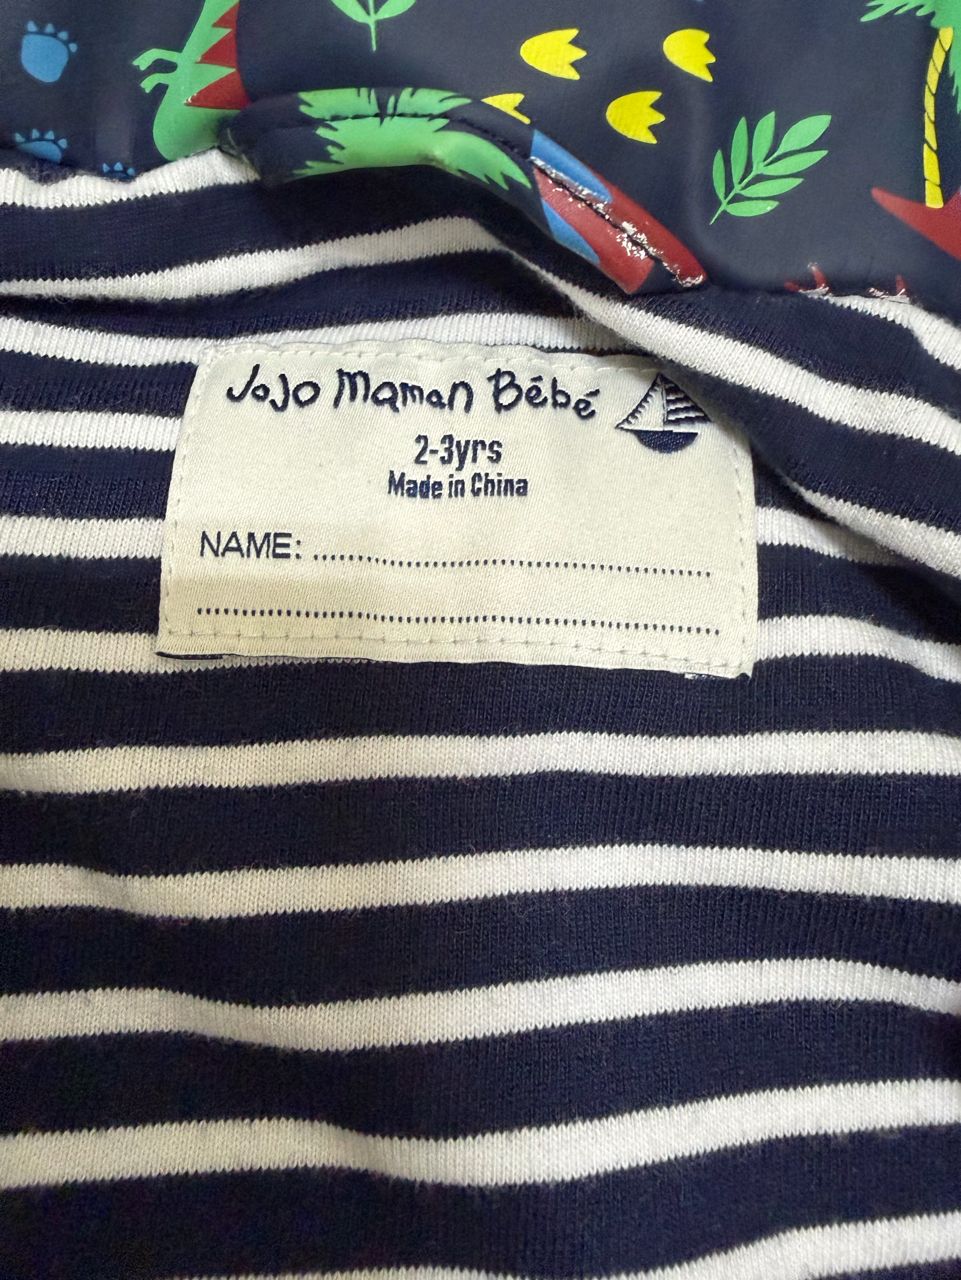 JoJo Maman Bébé
2-3yrs
Made in China
NAME: ..................................................
..................................................................